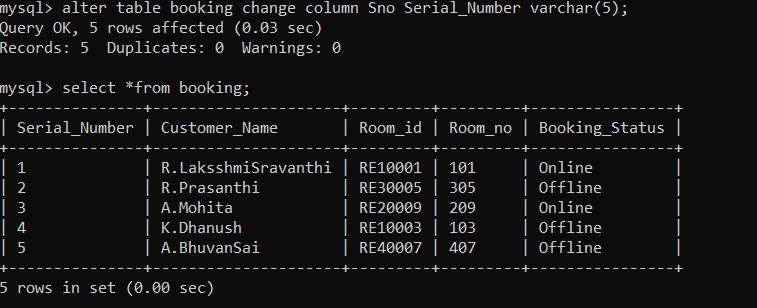 mysql> alter table booking change column Sno Serial_Number varchar(5);
Query OK, 5 rows affected (0.03 sec)
Records: 5  Duplicates: 0  Warnings: 0

mysql> select *from booking;
+---------------+--------------------+---------+---------+----------------+
| Serial_Number | Customer_Name      | Room_id | Room_no | Booking_Status |
+---------------+--------------------+---------+---------+----------------+
| 1             | R.LaksshmiSravanthi | RE10001 | 101     | Online         |
| 2             | R.Prasanthi        | RE30005 | 305     | Offline        |
| 3             | A.Mohita           | RE20009 | 209     | Online         |
| 4             | K.Dhanush          | RE10003 | 103     | Offline        |
| 5             | A.BhuvanSai        | RE40007 | 407     | Offline        |
+---------------+--------------------+---------+---------+----------------+
5 rows in set (0.00 sec)